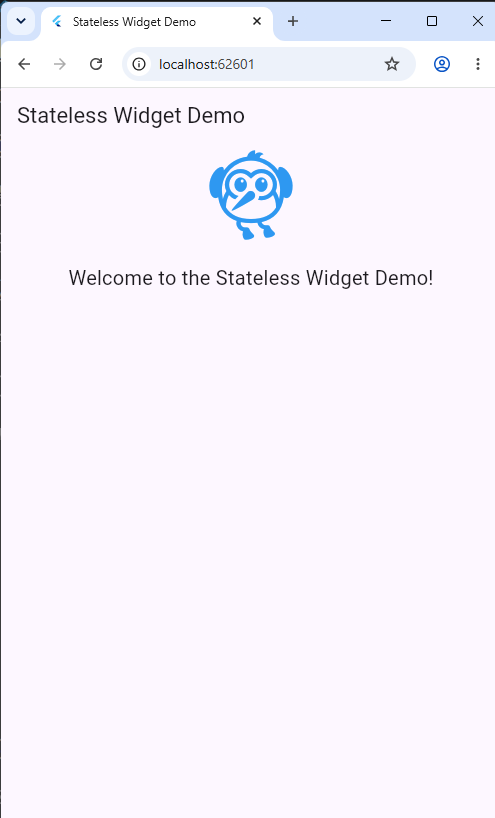 Stateless Widget Demo
localhost:62601
Stateless Widget Demo
Welcome to the Stateless Widget Demo!